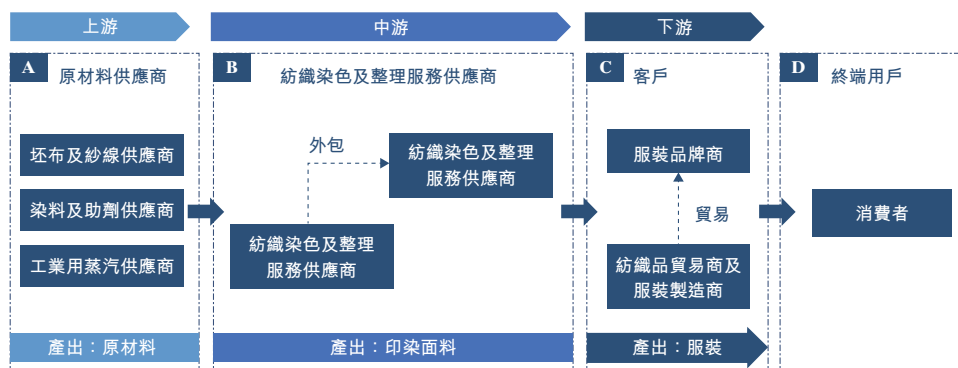 上游
中游
下游
A
原材料供應商
B
紡織染色及整理服務供應商
C
客戶
D
終端用戶
坯布及紗線供應商
染料及助劑供應商
工業用蒸汽供應商
外包
紡織染色及整理
服務供應商
紡織染色及整理
服務供應商
服裝品牌商
貿易
紡織品貿易商及
服裝製造商
消費者
產出：原材料
產出：印染面料
產出：服裝